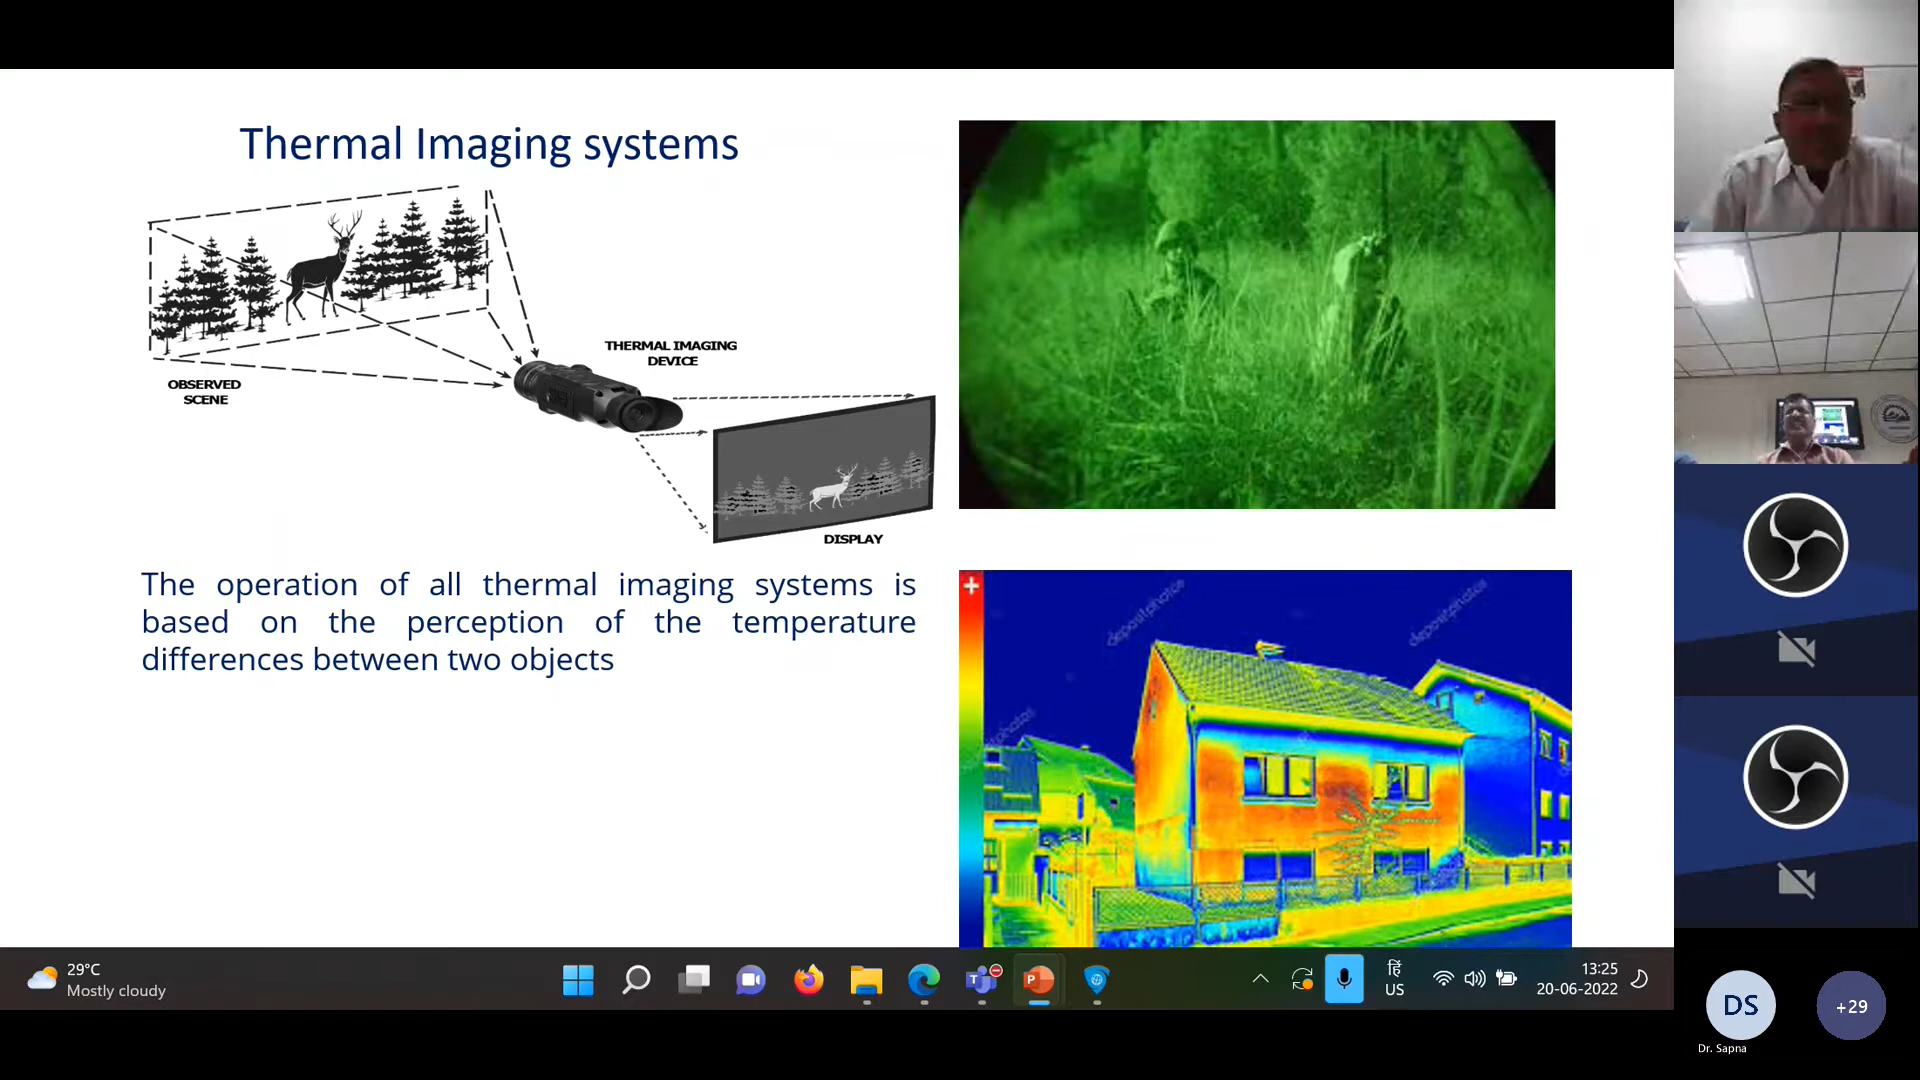 Thermal Imaging systems
OBSERVED
SCENE
THERMAL IMAGING
DEVICE
DISPLAY
The operation of all thermal imaging systems is
based on the perception of the temperature
differences between two objects
depositphotos
depositphotos
29°C
Mostly cloudy
हिं
US
13:25
20-06-2022
DS
Dr. Sapna
+29